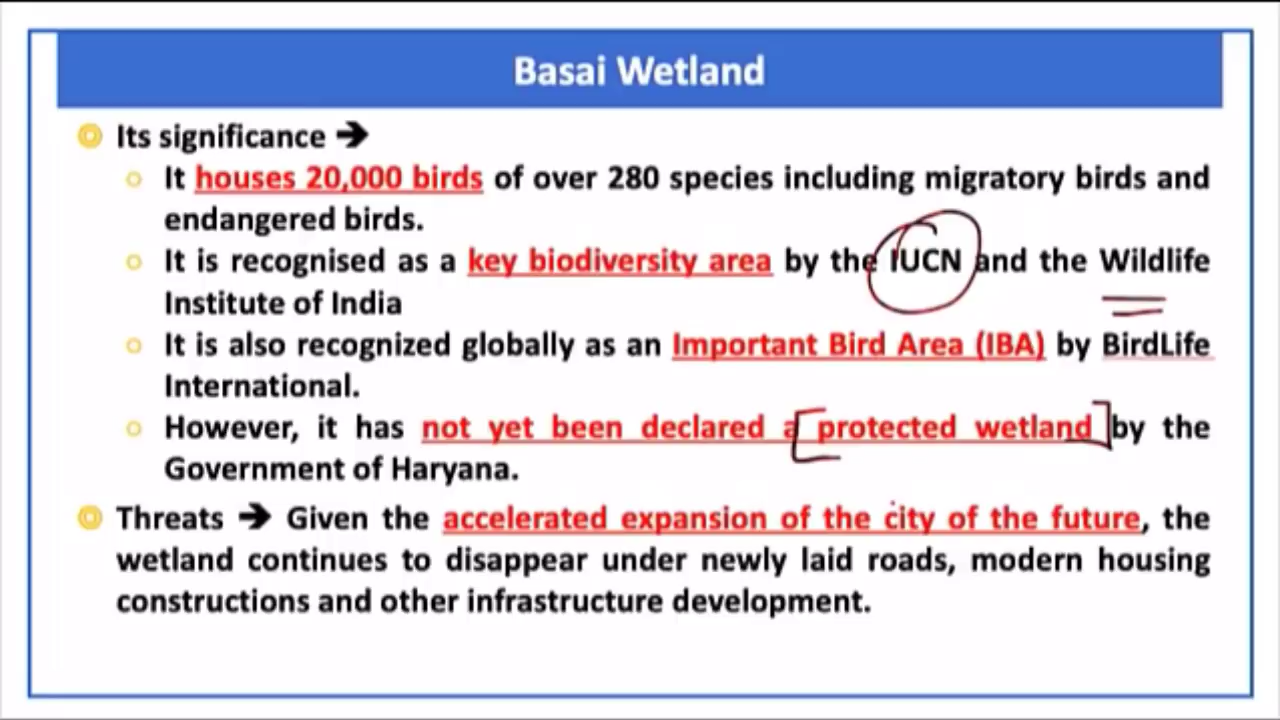 Basai Wetland
Its significance ➔
It houses 20,000 birds of over 280 species including migratory birds and
endangered birds.
It is recognised as a key biodiversity area by the IUCN and the Wildlife
Institute of India
It is also recognized globally as an Important Bird Area (IBA) by BirdLife
International.
However, it has not yet been declared a protected wetland by the
Government of Haryana.
Threats ➔ Given the accelerated expansion of the city of the future, the
wetland continues to disappear under newly laid roads, modern housing
constructions and other infrastructure development.